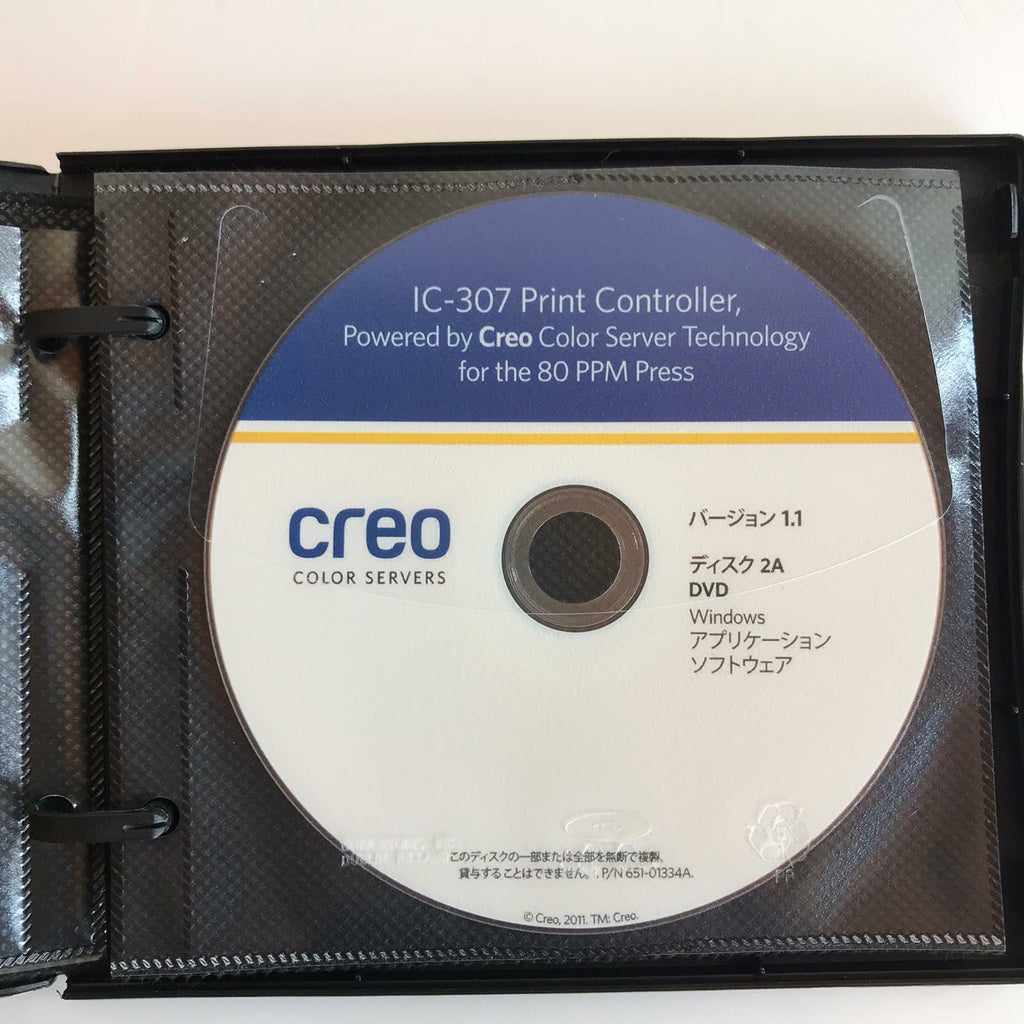 IC-307 Print Controller,
Powered by Creo Color Server Technology
for the 80 PPM Press
creo
COLOR SERVERS
バージョン 1.1
ディスク 2A
DVD
Windows
アプリケーション
ソフトウェア
このディスクの一部または全部を無断で複製、
貸与することはできません。. P/N 651-01334A.
© Creo, 2011. TM: Creo.